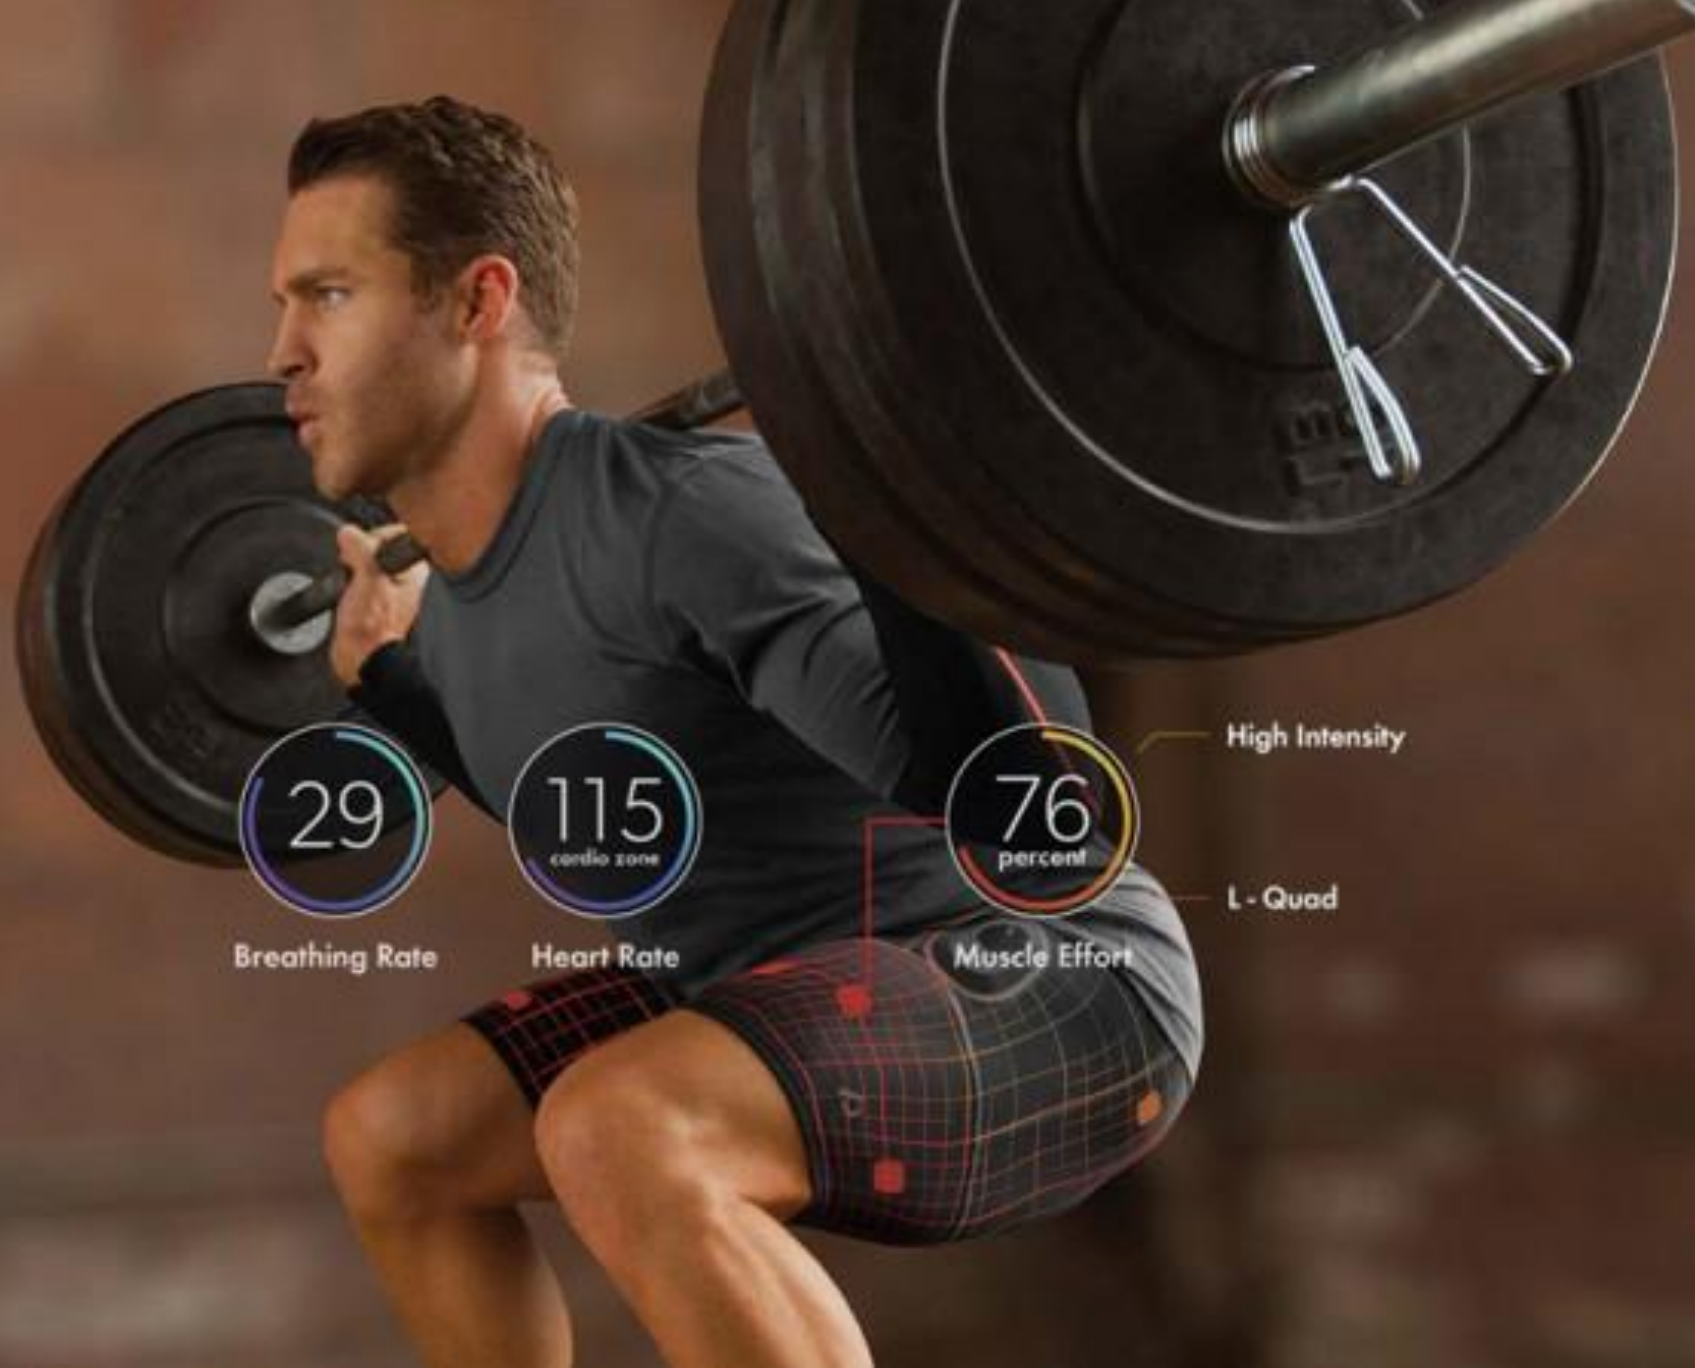 29
Breathing Rate
115
cardio zone
Heart Rate
76
percent
Muscle Effort
High Intensity
L - Quad